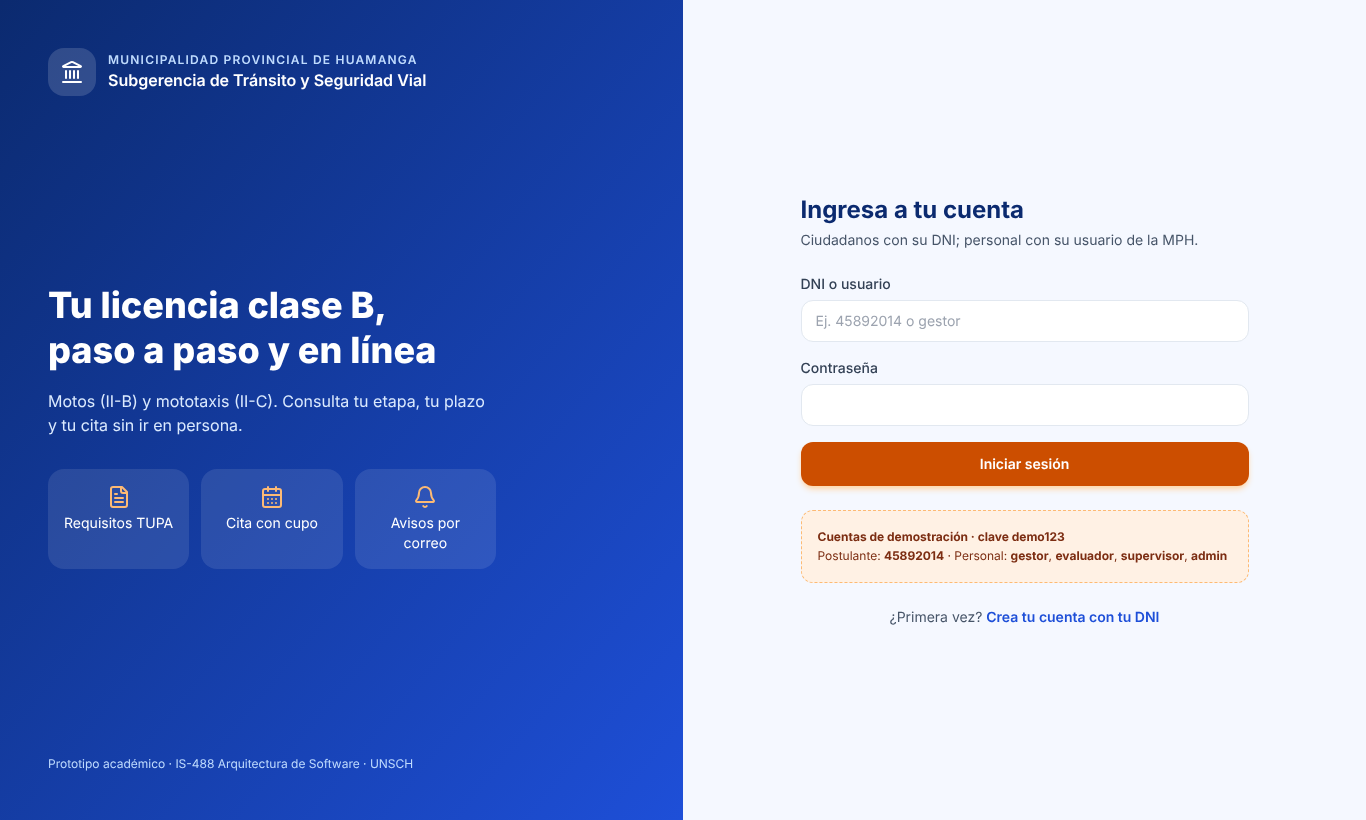 MUNICIPALIDAD PROVINCIAL DE HUAMANGA
Subgerencia de Tránsito y Seguridad Vial
Tu licencia clase B,
paso a paso y en línea
Motos (II-B) y mototaxis (II-C). Consulta tu etapa, tu plazo
y tu cita sin ir en persona.
Requisitos TUPA
Cita con cupo
Avisos por
correo
Prototipo académico · IS-488 Arquitectura de Software · UNSCH
Ingresa a tu cuenta
Ciudadanos con su DNI; personal con su usuario de la MPH.
DNI o usuario
Ej. 45892014 o gestor
Contraseña
Iniciar sesión
Cuentas de demostración · clave demo123
Postulante: 45892014 · Personal: gestor, evaluador, supervisor, admin
¿Primera vez? Crea tu cuenta con tu DNI